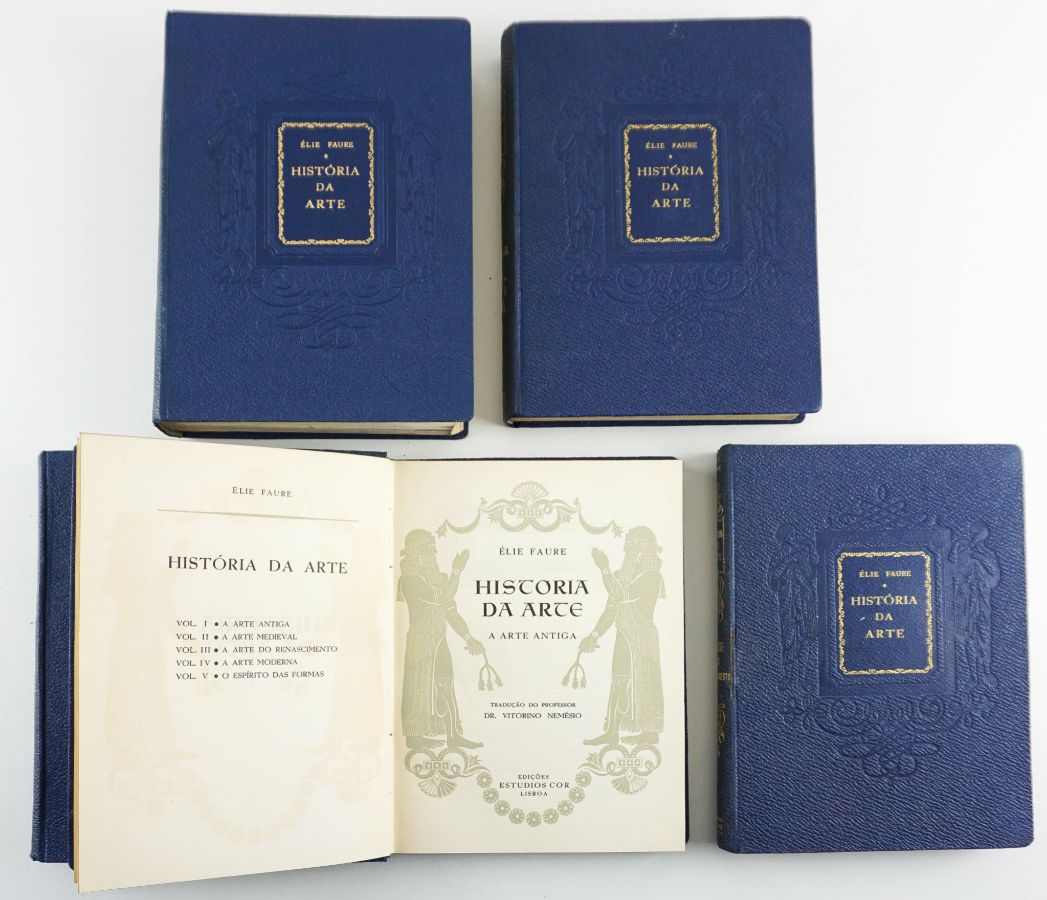 ÉLIE FAURE
HISTÓRIA
DA
ARTE
ÉLIE FAURE
HISTÓRIA
DA
ARTE
ÉLIE FAURE
HISTÓRIA DA ARTE
VOL. I • A ARTE ANTIGA
VOL. II • A ARTE MEDIEVAL
VOL. III • A ARTE DO RENASCIMENTO
VOL. IV • A ARTE MODERNA
VOL. V • O ESPÍRITO DAS FORMAS
ÉLIE FAURE
HISTORIA
DA ARTE
A ARTE ANTIGA
TRADUÇÃO DO PROFESSOR
DR. VITORINO NEMÉSIO
EDIÇÕES
ESTUDIOS COR
LISBOA
ÉLIE FAURE
HISTÓRIA
DA
ARTE